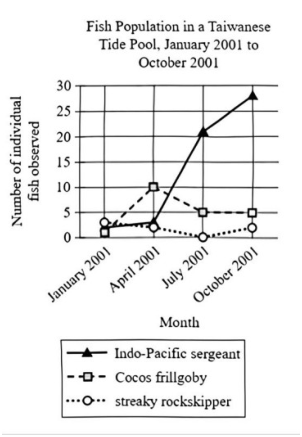 Fish Population in a Taiwanese
Tide Pool, January 2001 to
October 2001
Number of individual
fish observed
30
25
20
15
10
5
0
January 2001
April 2001
July 2001
October 2001
Month
Indo-Pacific sergeant
Cocos frillgoby
streaky rockskipper